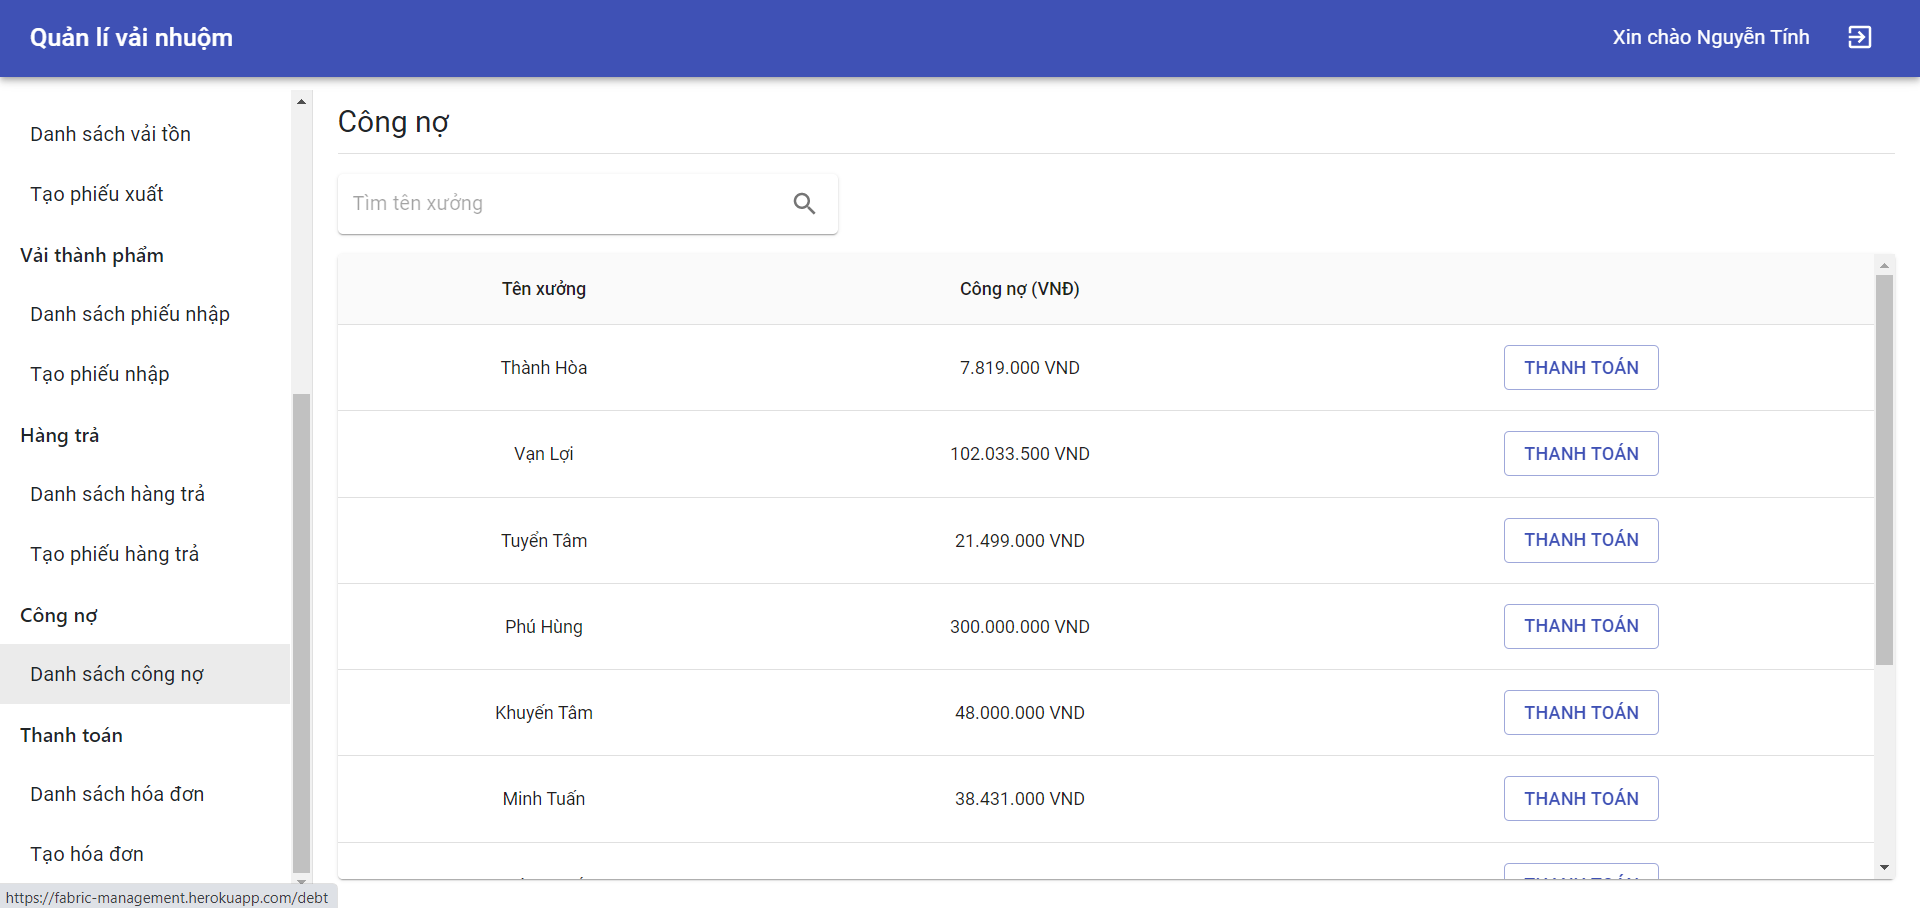 Quản lí vải nhuộm
Xin chào Nguyễn Tính
Danh sách vải tồn
Tạo phiếu xuất
Vải thành phẩm
Danh sách phiếu nhập
Tạo phiếu nhập
Hàng trả
Danh sách hàng trả
Tạo phiếu hàng trả
Công nợ
Danh sách công nợ
Thanh toán
Danh sách hóa đơn
Tạo hóa đơn
Công nợ
Tìm tên xưởng
Tên xưởng Công nợ (VNĐ)
Thành Hòa 7.819.000 VND THANH TOÁN
Vạn Lợi 102.033.500 VND THANH TOÁN
Tuyển Tâm 21.499.000 VND THANH TOÁN
Phú Hùng 300.000.000 VND THANH TOÁN
Khuyến Tâm 48.000.000 VND THANH TOÁN
Minh Tuấn 38.431.000 VND THANH TOÁN
https://fabric-management.herokuapp.com/debt